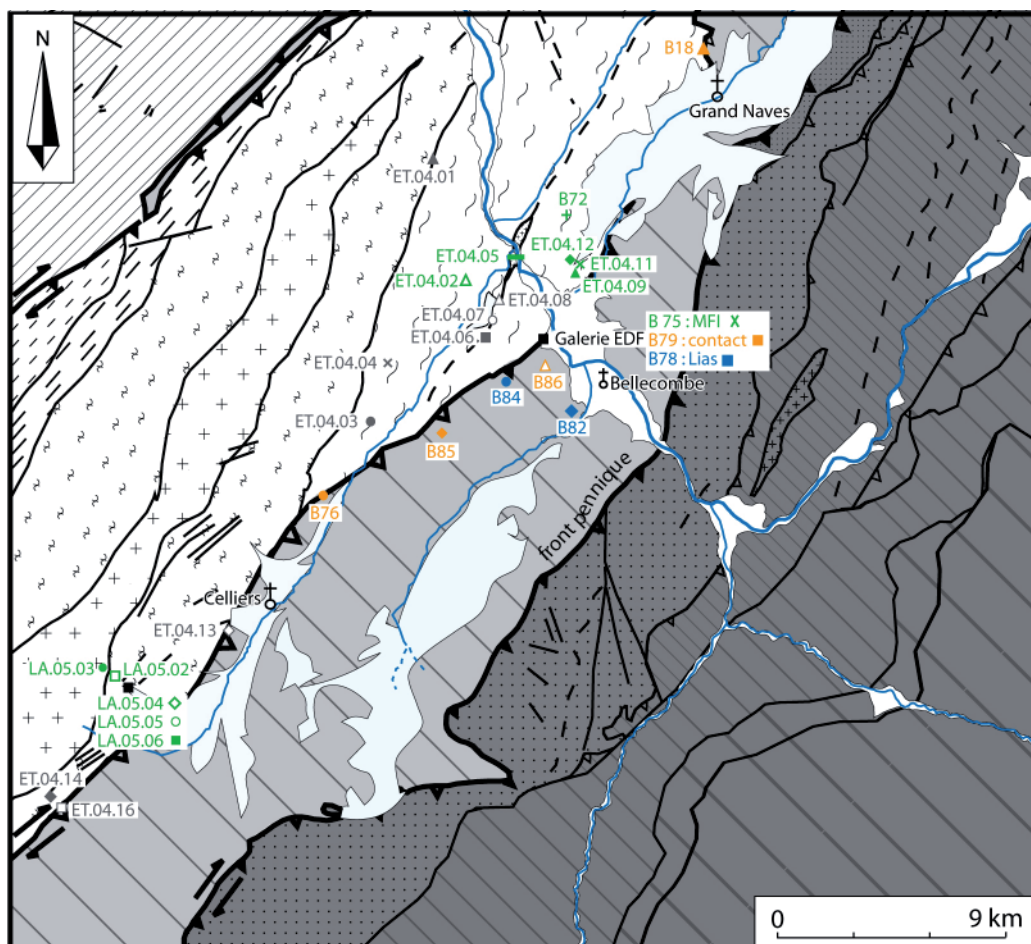 N
B18
Grand Naves
ET.04.01
B72
ET.04.12
ET.04.05
ET.04.11
ET.04.02
ET.04.09
ET.04.08
ET.04.07
ET.04.06
Galerie EDF
B 75 : MFI
B79 : contact
B78 : Lias
ET.04.04
B86
Bellecombe
B84
B82
ET.04.03
B85
front pennique
B76
Celliers
ET.04.13
LA.05.03
LA.05.02
LA.05.04
LA.05.05
LA.05.06
ET.04.14
ET.04.16
0 9 km